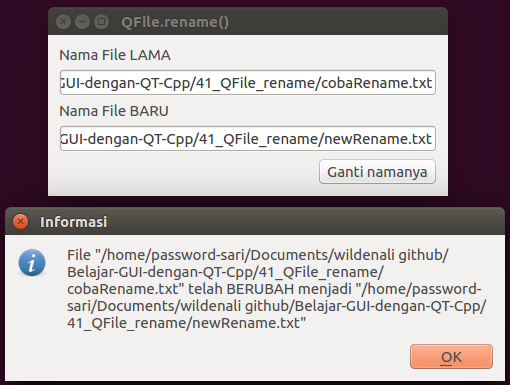 QFile.rename()
Nama File LAMA
GUI-dengan-QT-Cpp/41_QFile_rename/cobaRename.txt
Nama File BARU
GUI-dengan-QT-Cpp/41_QFile_rename/newRename.txt
Ganti namanya
Informasi
File "/home/password-sari/Documents/wildenali github/
Belajar-GUI-dengan-QT-Cpp/41_QFile_rename/
cobaRename.txt" telah BERUBAH menjadi "/home/password-
sari/Documents/wildenali github/Belajar-GUI-dengan-QT-Cpp/
41_QFile_rename/newRename.txt"
OK